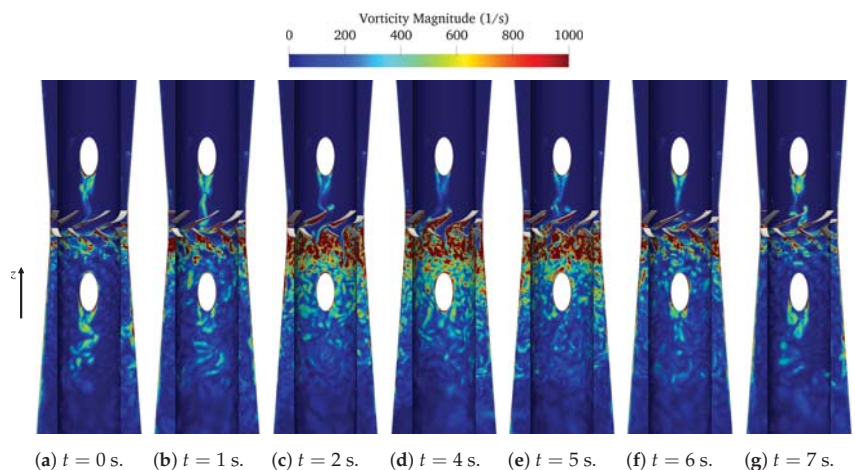 Vorticity Magnitude (1/s)
0 200 400 600 800 1000
z
(a) t = 0 s. (b) t = 1 s. (c) t = 2 s. (d) t = 4 s. (e) t = 5 s. (f) t = 6 s. (g) t = 7 s.